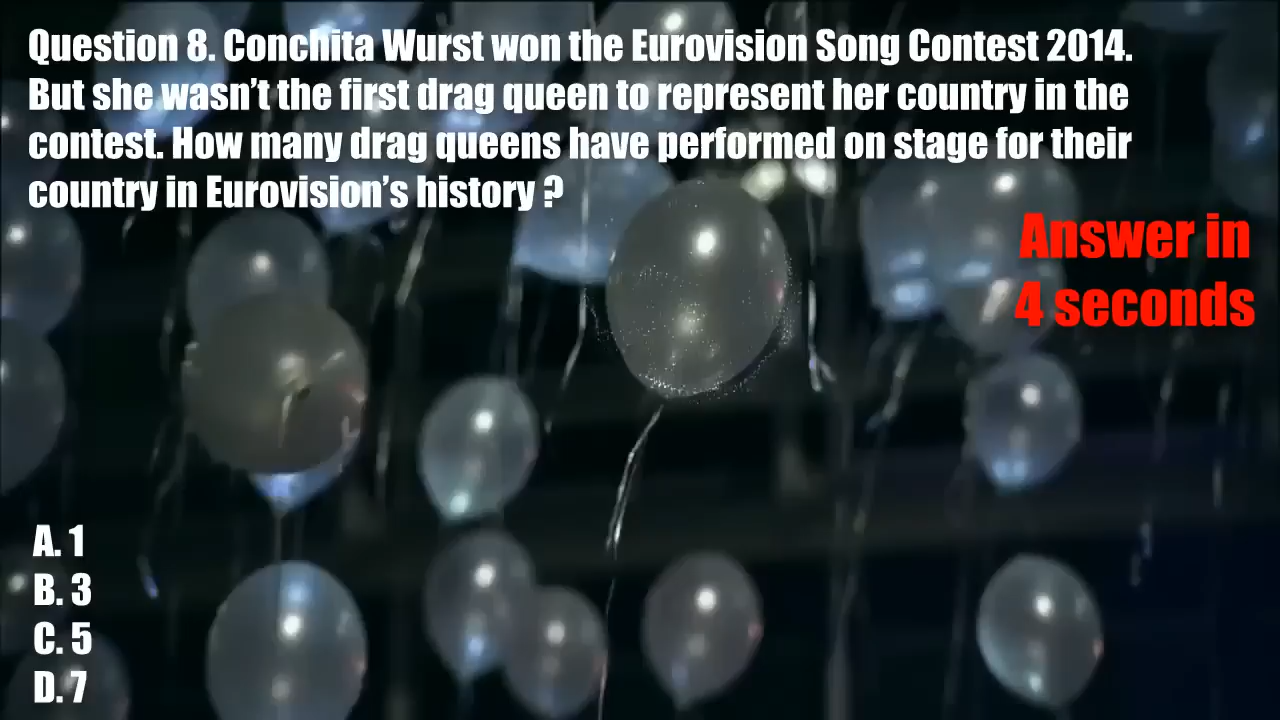 Question 8. Conchita Wurst won the Eurovision Song Contest 2014.
But she wasn't the first drag queen to represent her country in the
contest. How many drag queens have performed on stage for their
country in Eurovision's history ?
Answer in
4 seconds
A. 1
B. 3
C. 5
D. 7